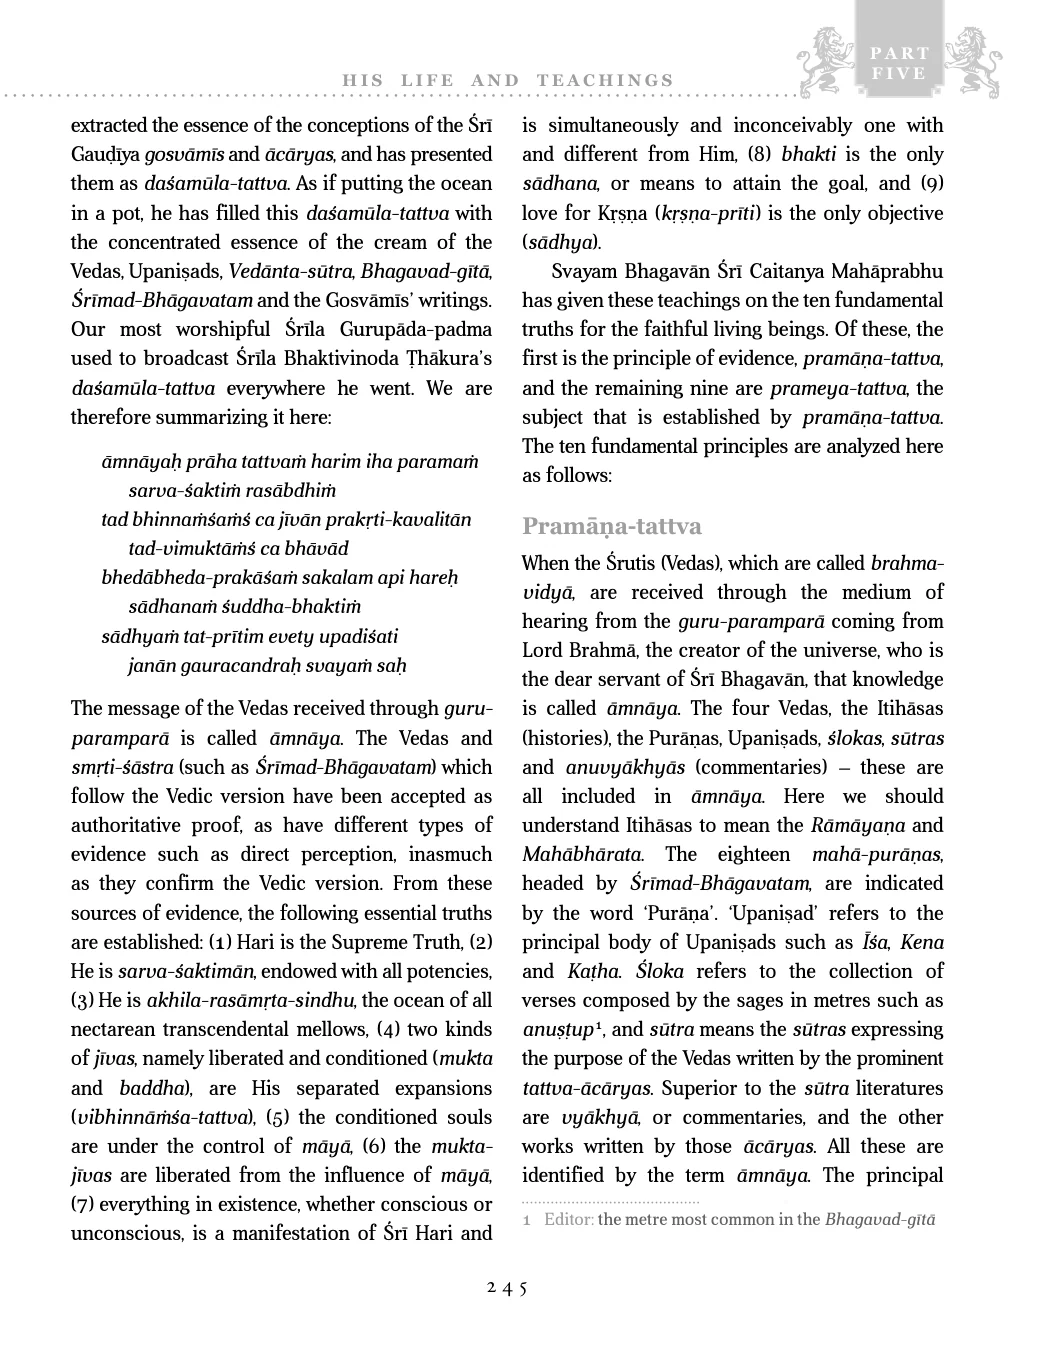 HIS LIFE AND TEACHINGS
PART
FIVE
extracted the essence of the conceptions of the Śrī
Gauḍīya gosvāmīs and ācāryas, and has presented
them as daśamūla-tattva. As if putting the ocean
in a pot, he has filled this daśamūla-tattva with
the concentrated essence of the cream of the
Vedas, Upaniṣads, Vedānta-sūtra, Bhagavad-gītā,
Śrīmad-Bhāgavatam and the Gosvāmīs’ writings.
Our most worshipful Śrīla Gurupāda-padma
used to broadcast Śrīla Bhaktivinoda Ṭhākura’s
daśamūla-tattva everywhere he went. We are
therefore summarizing it here:
āmnāyaḥ prāha tattvaṁ harim iha paramaṁ
sarva-śaktiṁ rasābdhiṁ
tad bhinnaṁśaṁś ca jīvān prakṛti-kavalitān
tad-vimuktāṁś ca bhāvād
bhedābheda-prakāśaṁ sakalam api hareḥ
sādhanaṁ śuddha-bhaktiṁ
sādhyaṁ tat-prītim evety upadiśati
janān gauracandraḥ svayaṁ saḥ
The message of the Vedas received through guru-
paramparā is called āmnāya. The Vedas and
smṛti-śāstra (such as Śrīmad-Bhāgavatam) which
follow the Vedic version have been accepted as
authoritative proof, as have different types of
evidence such as direct perception, inasmuch
as they confirm the Vedic version. From these
sources of evidence, the following essential truths
are established: (1) Hari is the Supreme Truth, (2)
He is sarva-śaktimān, endowed with all potencies,
(3) He is akhila-rasāmṛta-sindhu, the ocean of all
nectarean transcendental mellows, (4) two kinds
of jīvas, namely liberated and conditioned (mukta
and baddha), are His separated expansions
(vibhinnāṁśa-tattva), (5) the conditioned souls
are under the control of māyā, (6) the mukta-
jīvas are liberated from the influence of māyā,
(7) everything in existence, whether conscious or
unconscious, is a manifestation of Śrī Hari and
is simultaneously and inconceivably one with
and different from Him, (8) bhakti is the only
sādhana, or means to attain the goal, and (9)
love for Kṛṣṇa (kṛṣṇa-prīti) is the only objective
(sādhya).
Svayam Bhagavān Śrī Caitanya Mahāprabhu
has given these teachings on the ten fundamental
truths for the faithful living beings. Of these, the
first is the principle of evidence, pramāṇa-tattva,
and the remaining nine are prameya-tattva, the
subject that is established by pramāṇa-tattva.
The ten fundamental principles are analyzed here
as follows:
Pramāṇa-tattva
When the Śrutis (Vedas), which are called brahma-
vidyā, are received through the medium of
hearing from the guru-paramparā coming from
Lord Brahmā, the creator of the universe, who is
the dear servant of Śrī Bhagavān, that knowledge
is called āmnāya. The four Vedas, the Itihāsas
(histories), the Purāṇas, Upaniṣads, ślokas, sūtras
and anuvyākhyās (commentaries) – these are
all included in āmnāya. Here we should
understand Itihāsas to mean the Rāmāyaṇa and
Mahābhārata. The eighteen mahā-purāṇas,
headed by Śrīmad-Bhāgavatam, are indicated
by the word ‘Purāṇa’. ‘Upaniṣad’ refers to the
principal body of Upaniṣads such as Īśa, Kena
and Kaṭha. Śloka refers to the collection of
verses composed by the sages in metres such as
anuṣṭup¹, and sūtra means the sūtras expressing
the purpose of the Vedas written by the prominent
tattva-ācāryas. Superior to the sūtra literatures
are vyākhyā, or commentaries, and the other
works written by those ācāryas. All these are
identified by the term āmnāya. The principal
1 Editor: the metre most common in the Bhagavad-gītā
245